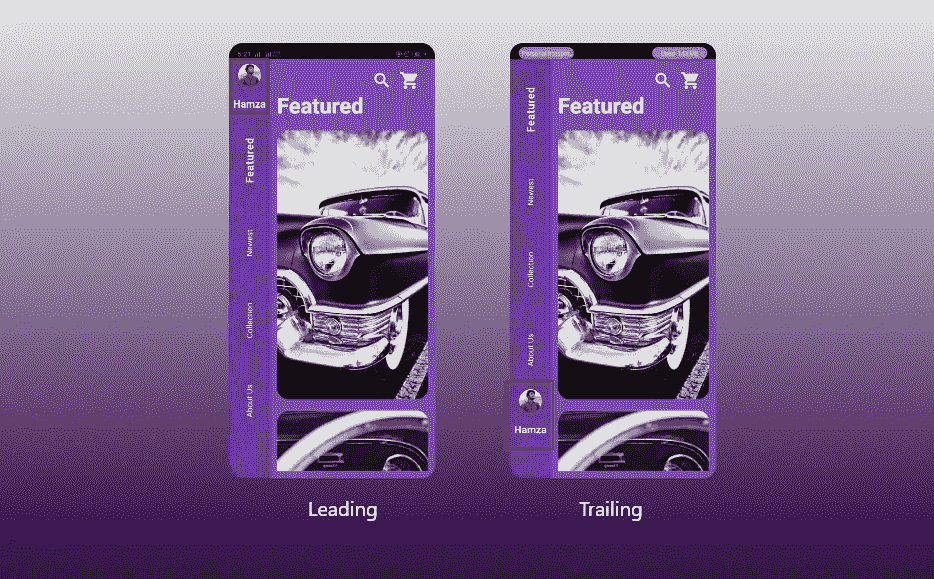 Hamza
Featured
Featured
Newest
Collection
About Us
Leading
Featured
Featured
Newest
Collection
About Us
Hamza
Trailing